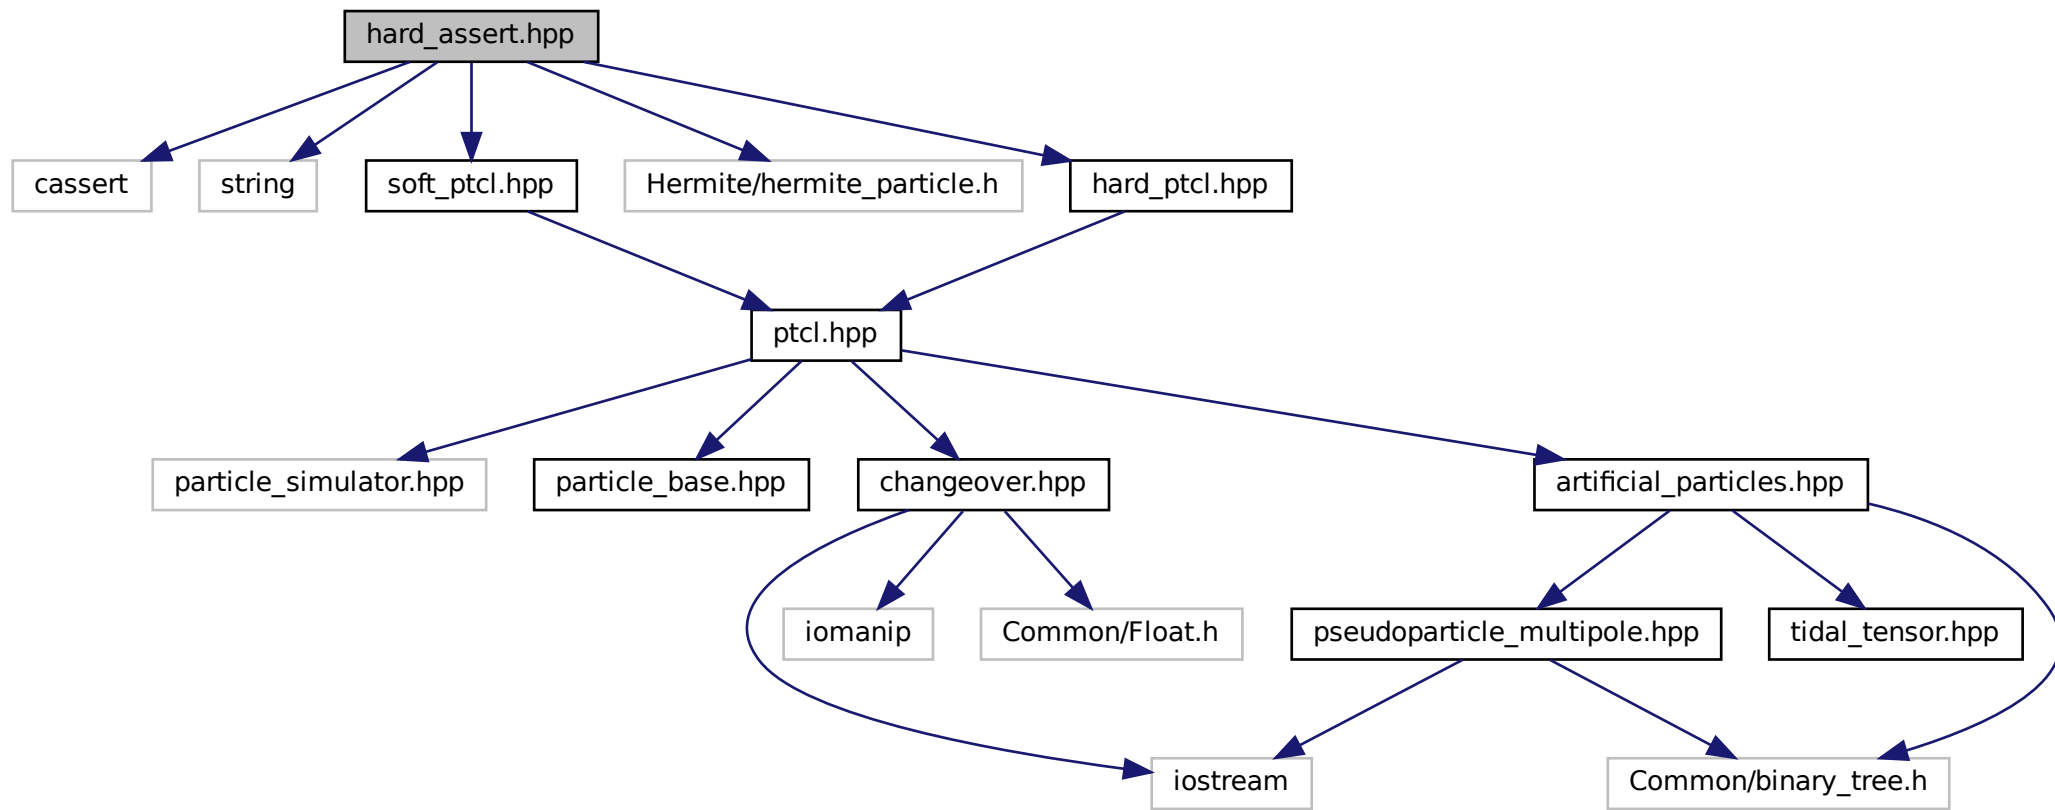 hard_assert.hpp
cassert
string
soft_ptcl.hpp
Hermite/hermite_particle.h
hard_ptcl.hpp
ptcl.hpp
particle_simulator.hpp
particle_base.hpp
changeover.hpp
artificial_particles.hpp
iomanip
Common/Float.h
pseudoparticle_multipole.hpp
tidal_tensor.hpp
iostream
Common/binary_tree.h